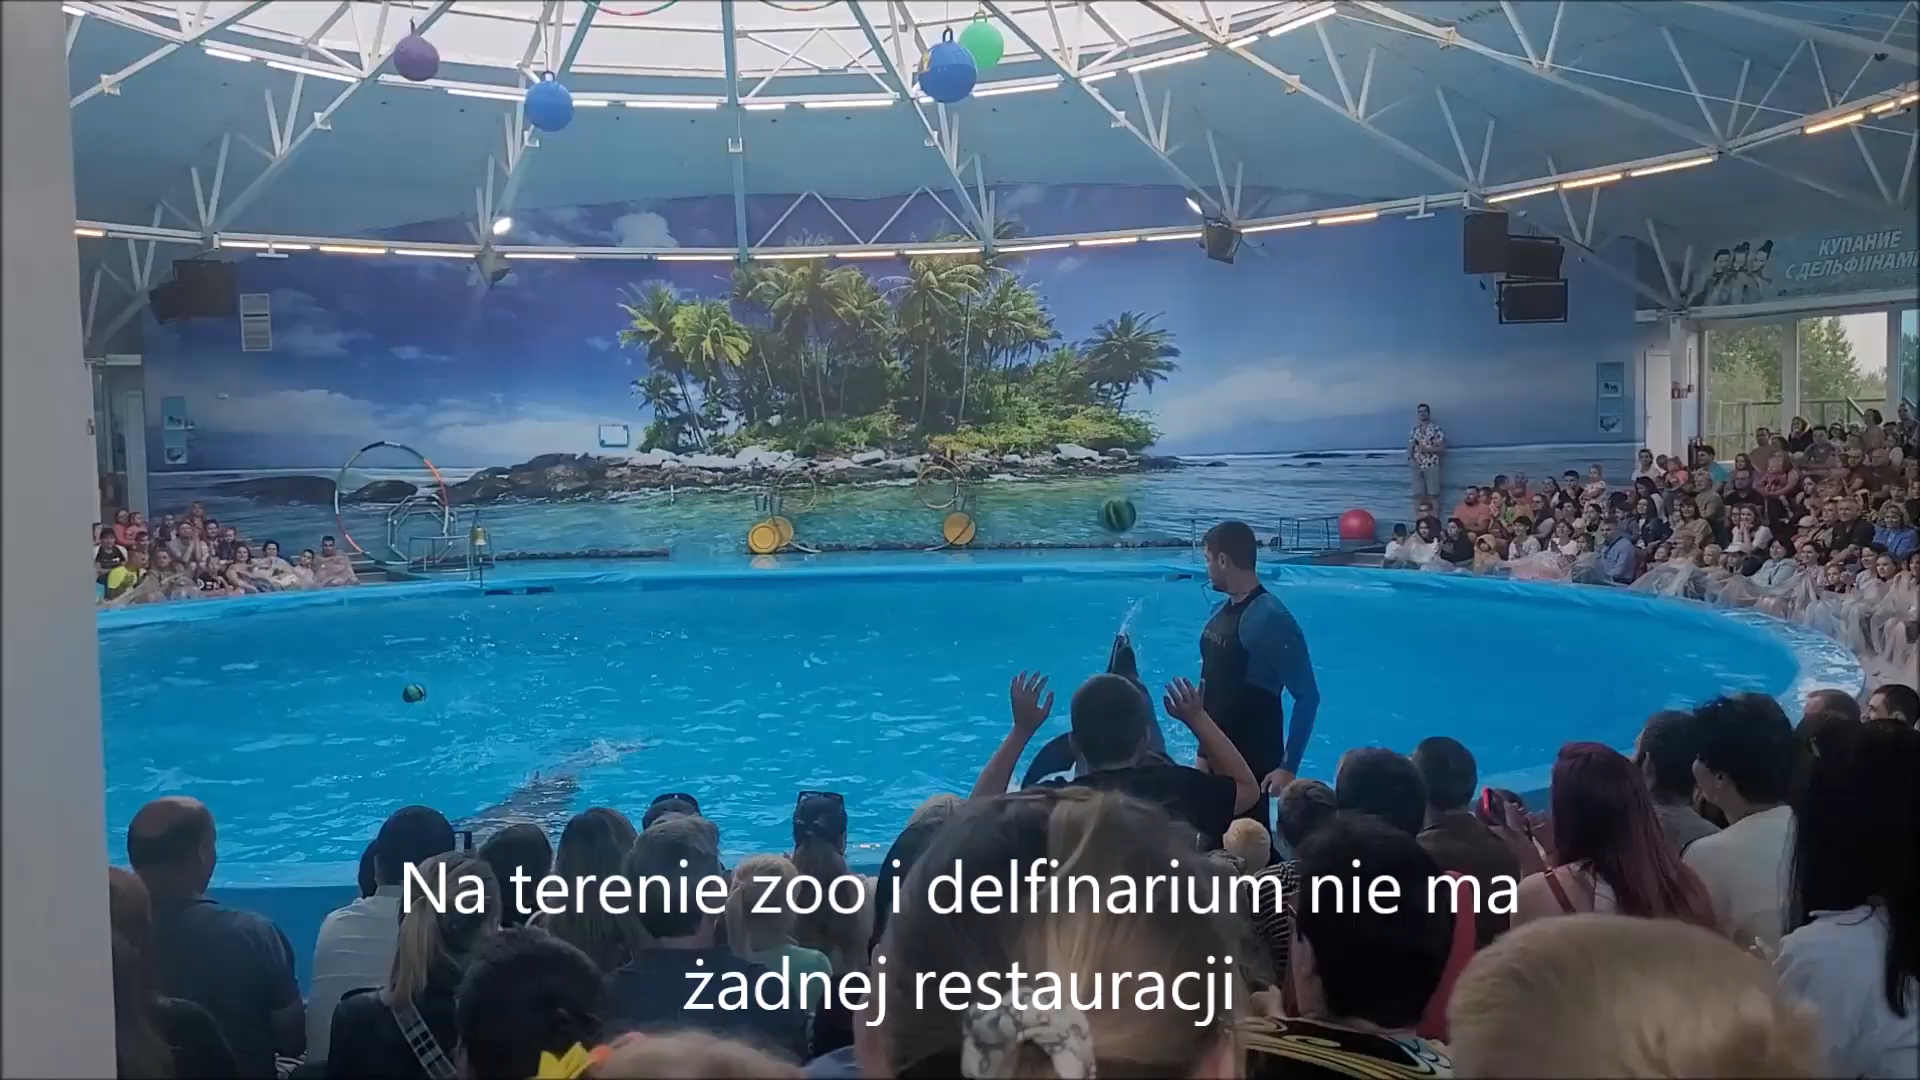 КУПАНИЕ
С ДЕЛЬФИНАМИ
Na terenie zoo i delfinarium nie ma
żadnej restauracji